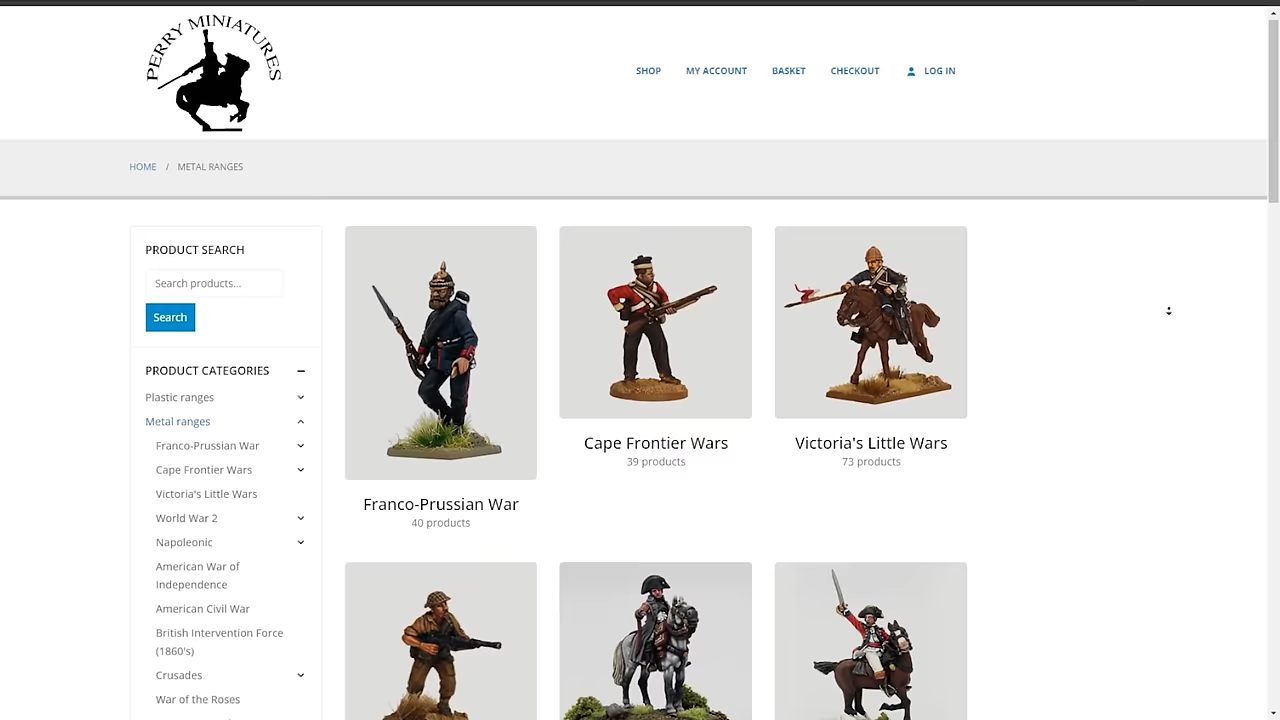 PERRY MINIATURES
SHOP
MY ACCOUNT
BASKET
CHECKOUT
LOG IN
HOME / METAL RANGES
PRODUCT SEARCH
Search products...
Search
PRODUCT CATEGORIES
Plastic ranges
Metal ranges
Franco-Prussian War
Cape Frontier Wars
Victoria's Little Wars
World War 2
Napoleonic
American War of
Independence
American Civil War
British Intervention Force
(1860's)
Crusades
War of the Roses
Franco-Prussian War
40 products
Cape Frontier Wars
39 products
Victoria's Little Wars
73 products